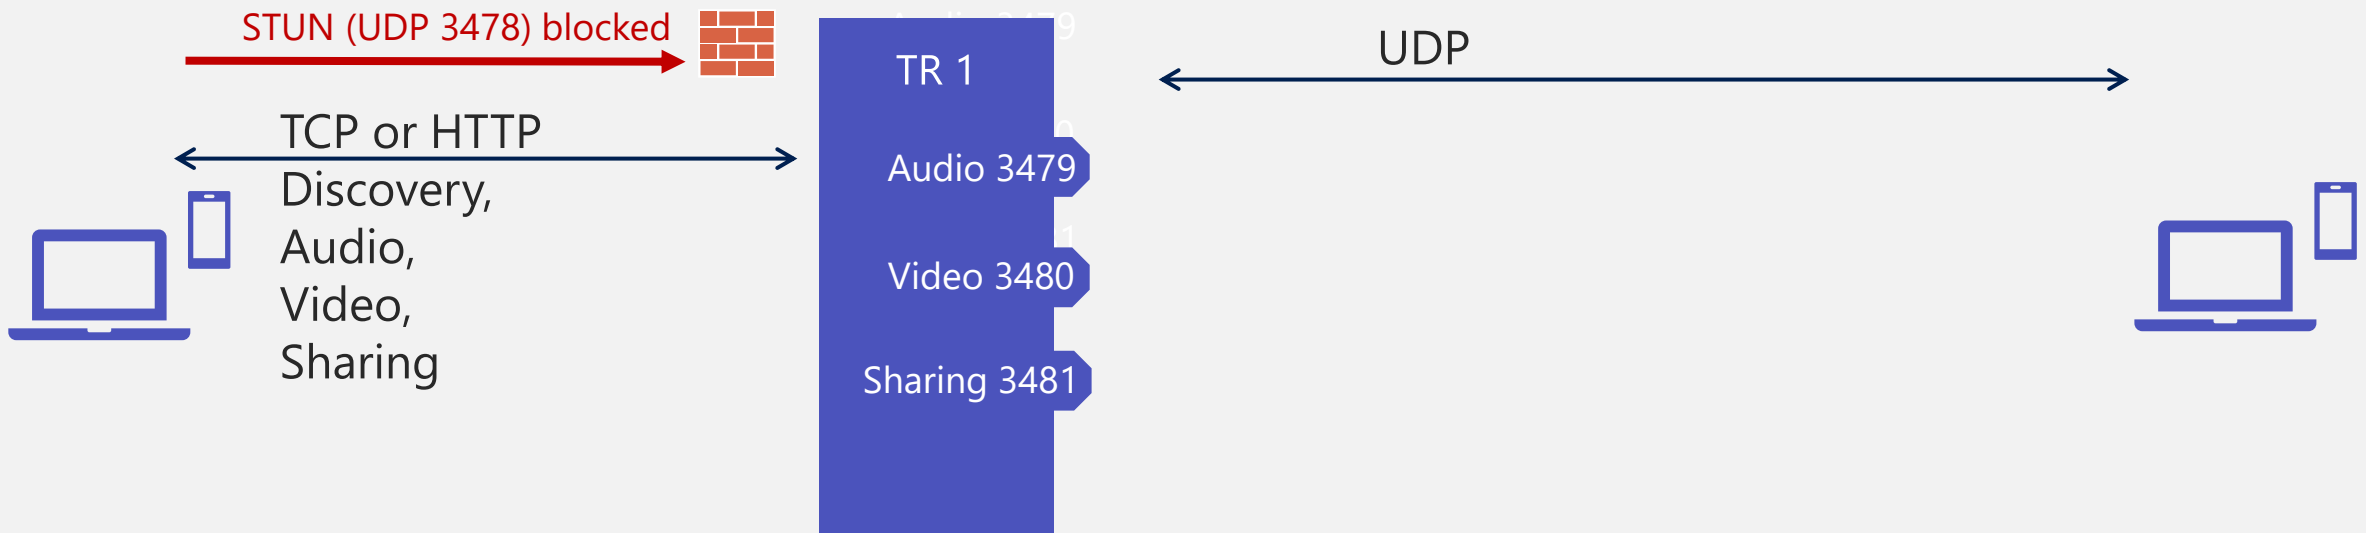 STUN (UDP 3478) blocked
TCP or HTTP
Discovery,
Audio,
Video,
Sharing
TR 1
Audio 3479
Video 3480
Sharing 3481
UDP